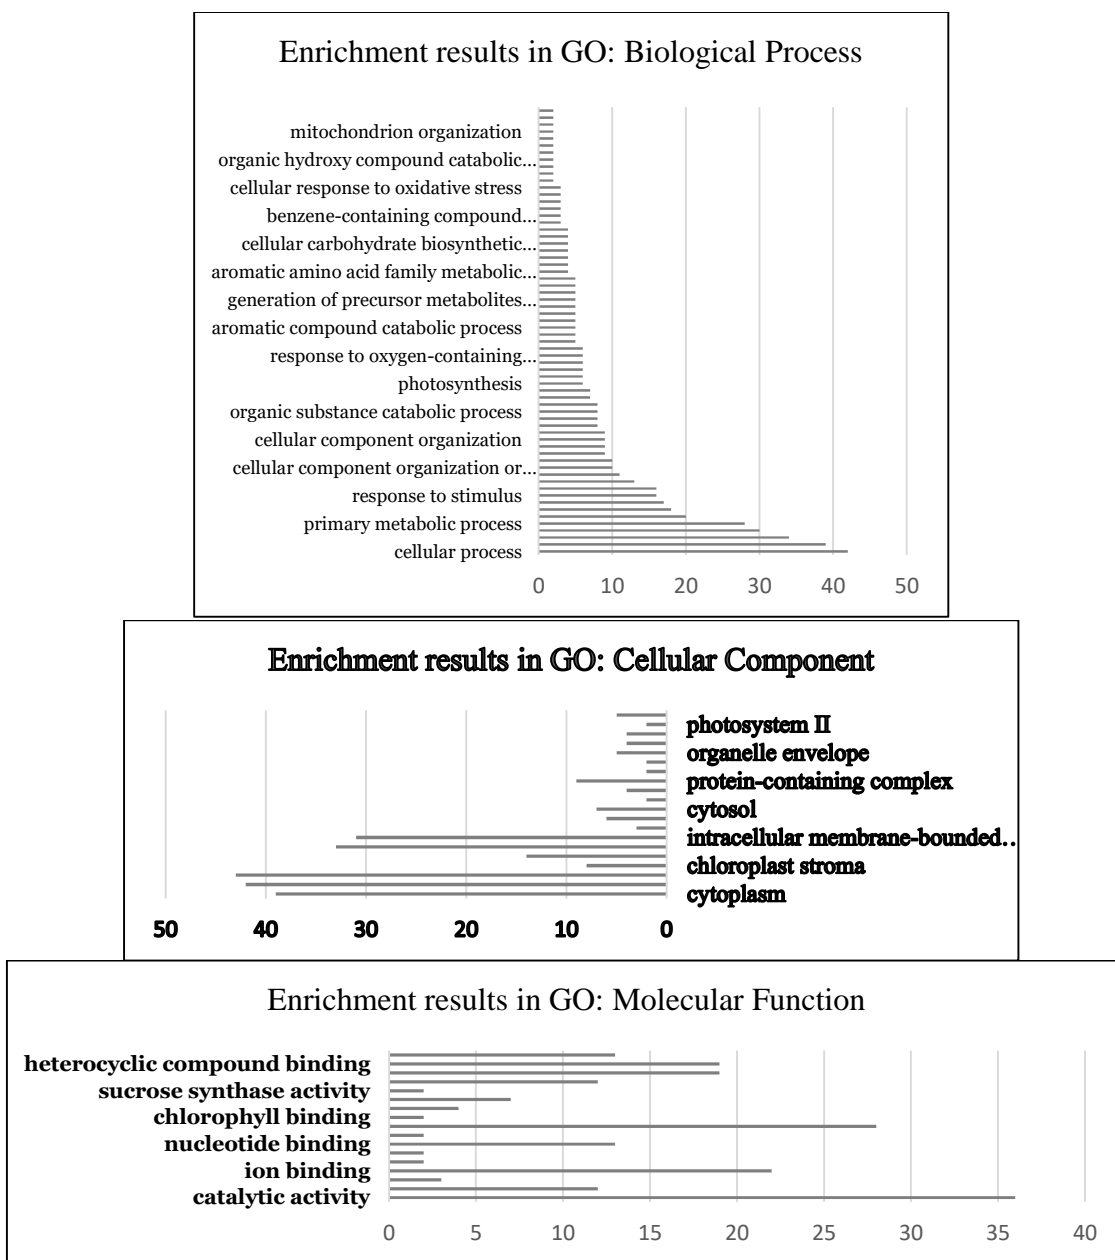 Enrichment results in GO: Biological Process
mitochondrion organization
organic hydroxy compound catabolic...
cellular response to oxidative stress
benzene-containing compound...
cellular carbohydrate biosynthetic...
aromatic amino acid family metabolic...
generation of precursor metabolites...
aromatic compound catabolic process
response to oxygen-containing...
photosynthesis
organic substance catabolic process
cellular component organization
cellular component organization or...
response to stimulus
primary metabolic process
cellular process
0 10 20 30 40 50
Enrichment results in GO: Cellular Component
photosystem II
organelle envelope
protein-containing complex
cytosol
intracellular membrane-bounded..
chloroplast stroma
cytoplasm
50 40 30 20 10 0
Enrichment results in GO: Molecular Function
heterocyclic compound binding
sucrose synthase activity
chlorophyll binding
nucleotide binding
ion binding
catalytic activity
0 5 10 15 20 25 30 35 40